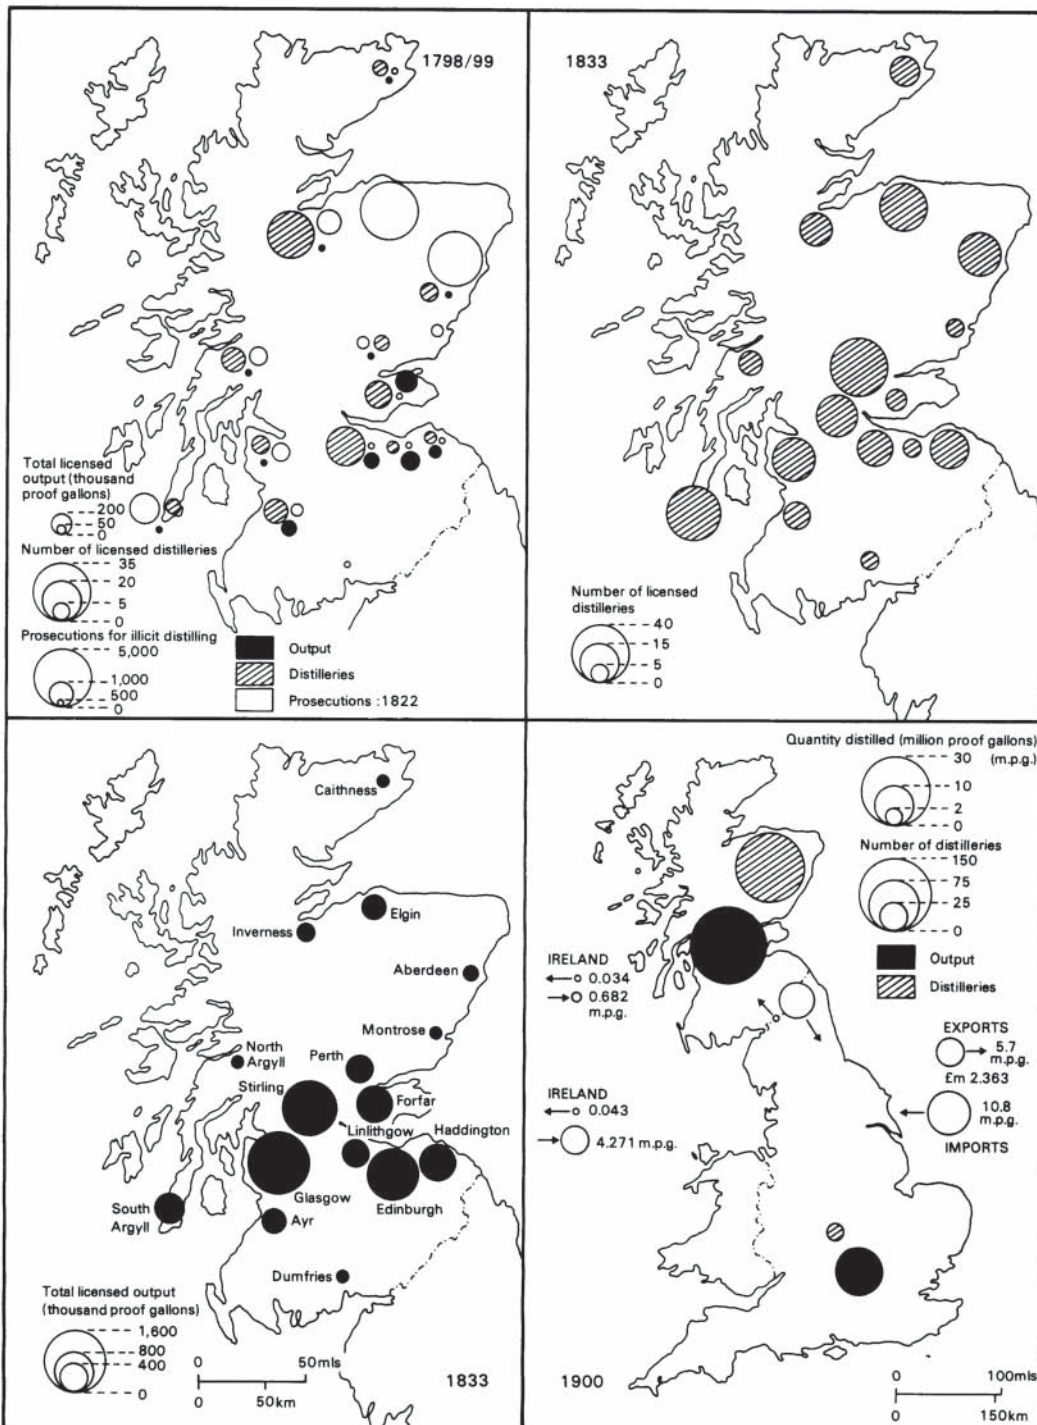 1798/99
Total licensed
output (thousand
proof gallons)
200
50
0
Number of licensed distilleries
35
20
5
0
Prosecutions for illicit distilling
5,000
1,000
500
0
Output
Distilleries
Prosecutions :1822
1833
Number of licensed
distilleries
40
15
5
0
Caithness
Elgin
Inverness
Aberdeen
Montrose
North
Argyll
Perth
Stirling
Forfar
Linlithgow
Haddington
Glasgow
Edinburgh
South
Argyll
Ayr
Dumfries
Total licensed output
(thousand proof gallons)
1,600
800
400
0
0 50mls
0 50km
1833
Quantity distilled (million proof gallons)
30 (m.p.g.)
10
2
0
Number of distilleries
150
75
25
0
Output
Distilleries
IRELAND
0.034
0.682
m.p.g.
EXPORTS
5.7
m.p.g.
£m 2.363
10.8
m.p.g.
IMPORTS
IRELAND
0.043
4.271 m.p.g.
1900
0 100mls
0 150km